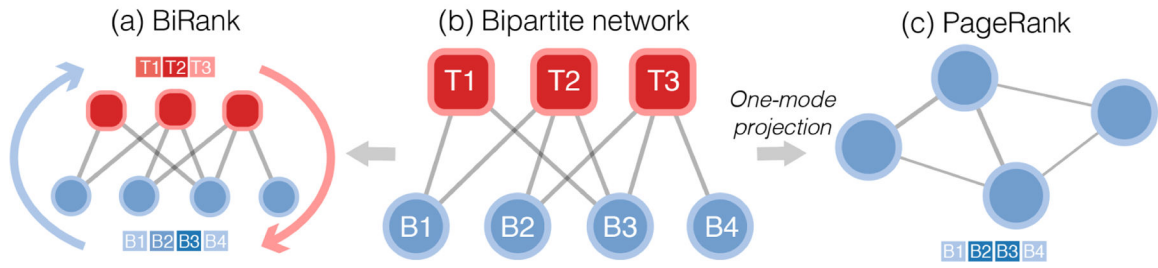 (a) BiRank
(b) Bipartite network
(c) PageRank
T1 T2 T3
T1 T2 T3
One-mode
projection
B1 B2 B3 B4
B1 B2 B3 B4
B1 B2 B3 B4